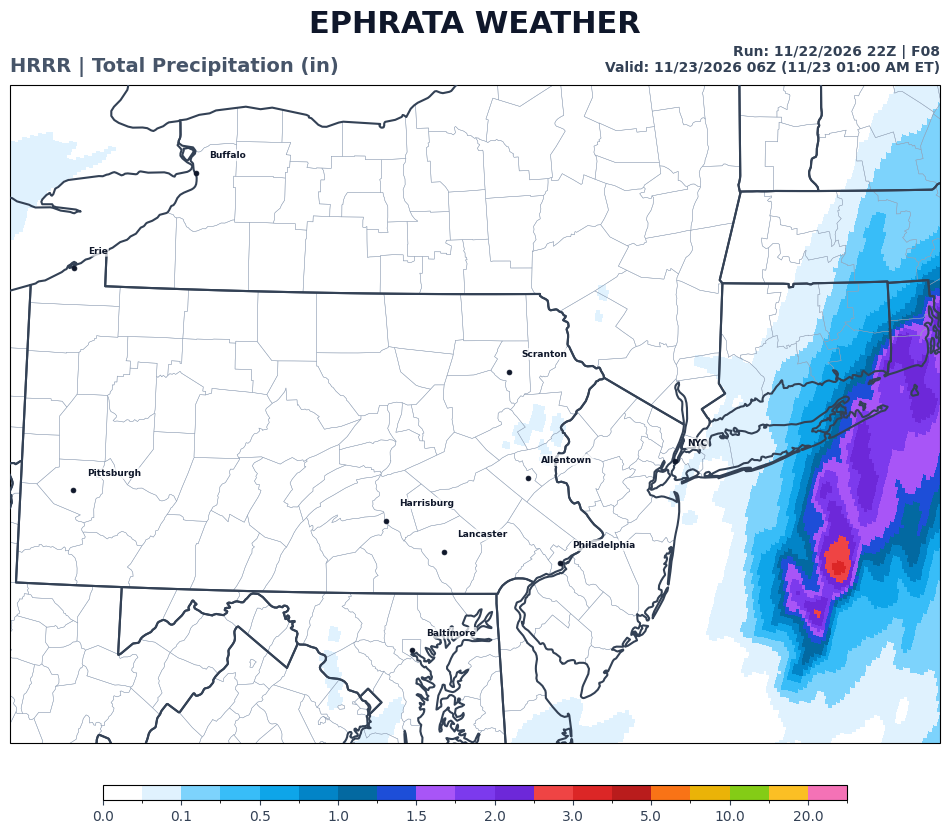 EPHRATA WEATHER
HRRR | Total Precipitation (in)
Run: 11/22/2026 22Z | F08
Valid: 11/23/2026 06Z (11/23 01:00 AM ET)
Buffalo
Erie
Scranton
NYC
Allentown
Pittsburgh
Harrisburg
Lancaster
Philadelphia
Baltimore
0.0 0.1 0.5 1.0 1.5 2.0 3.0 5.0 10.0 20.0